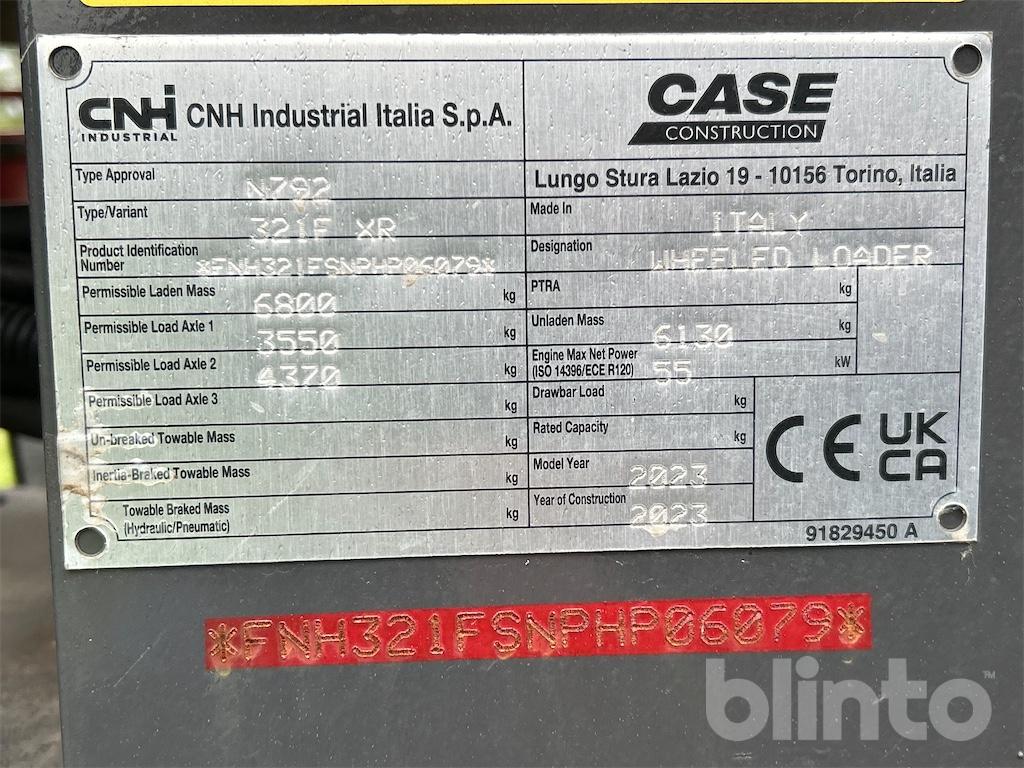 CNH INDUSTRIAL
CNH Industrial Italia S.p.A.
CASE
CONSTRUCTION
Type Approval N792
Lungo Stura Lazio 19 - 10156 Torino, Italia
Type/Variant 321F XR
Made In ITALY
Product Identification
Number *FNH321FSNPHP06079*
Designation WHEELED LOADER
Permissible Laden Mass 6800 kg
PTRA kg
Permissible Load Axle 1 3550 kg
Unladen Mass 6130 kg
Permissible Load Axle 2 4370 kg
Engine Max Net Power
(ISO 14396/ECE R120) 55 kW
Permissible Load Axle 3 kg
Drawbar Load kg
Un-breaked Towable Mass kg
Rated Capacity kg
Inertia-Braked Towable Mass kg
Model Year 2023
Towable Braked Mass
(Hydraulic/Pneumatic) kg
Year of Construction 2023
CE
UK
CA
91829450 A
*FNH321FSNPHP06079*
blinto™